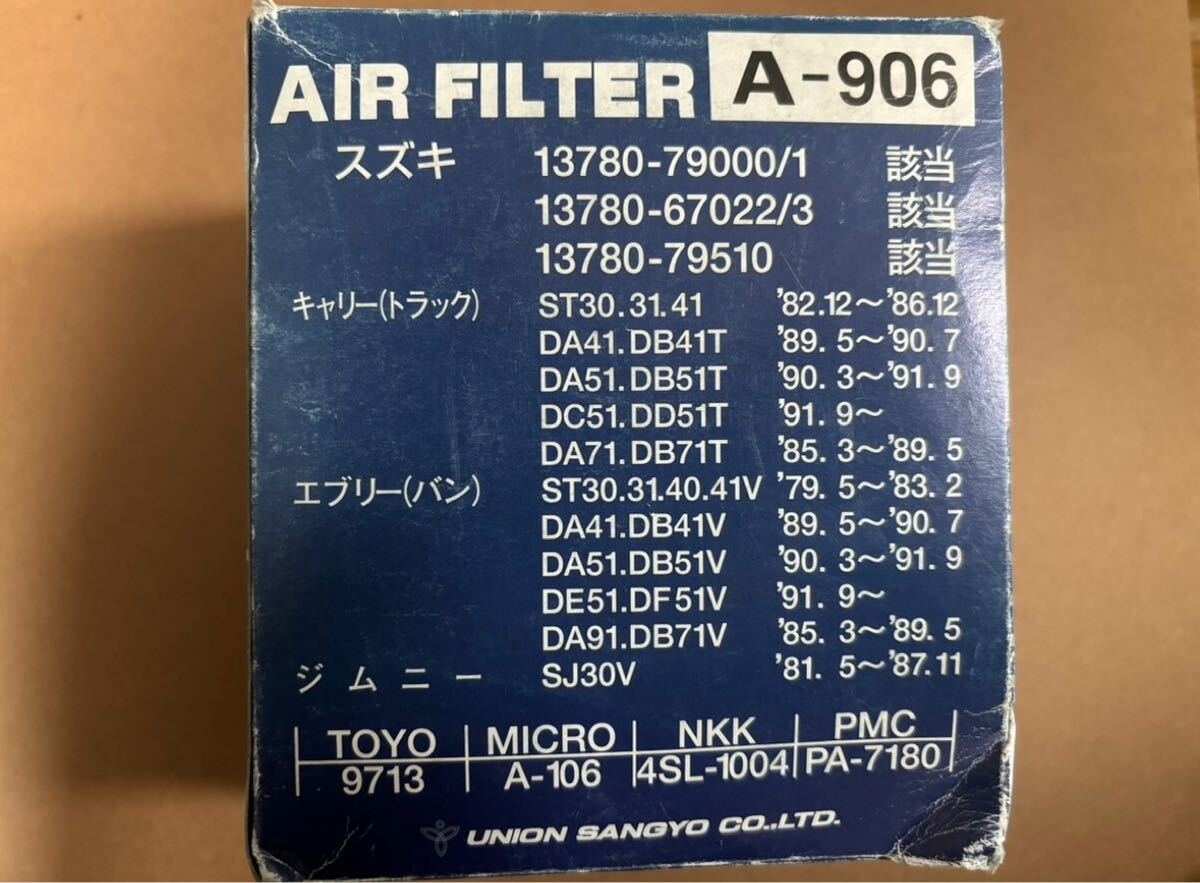 AIR FILTER A-906
スズキ 13780-79000/1 該当
13780-67022/3 該当
13780-79510 該当
キャリー(トラック) ST30.31.41 '82.12〜'86.12
DA41.DB41T '89. 5〜'90. 7
DA51.DB51T '90. 3〜'91. 9
DC51.DD51T '91. 9〜
DA71.DB71T '85. 3〜'89. 5
エブリー(バン) ST30.31.40.41V '79. 5〜'83. 2
DA41.DB41V '89. 5〜'90. 7
DA51.DB51V '90. 3〜'91. 9
DE51.DF51V '91. 9〜
DA91.DB71V '85. 3〜'89. 5
ジムニー SJ30V '81. 5〜'87.11
TOYO MICRO NKK PMC
9713 A-106 4SL-1004 PA-7180
UNION SANGYO CO.,LTD.